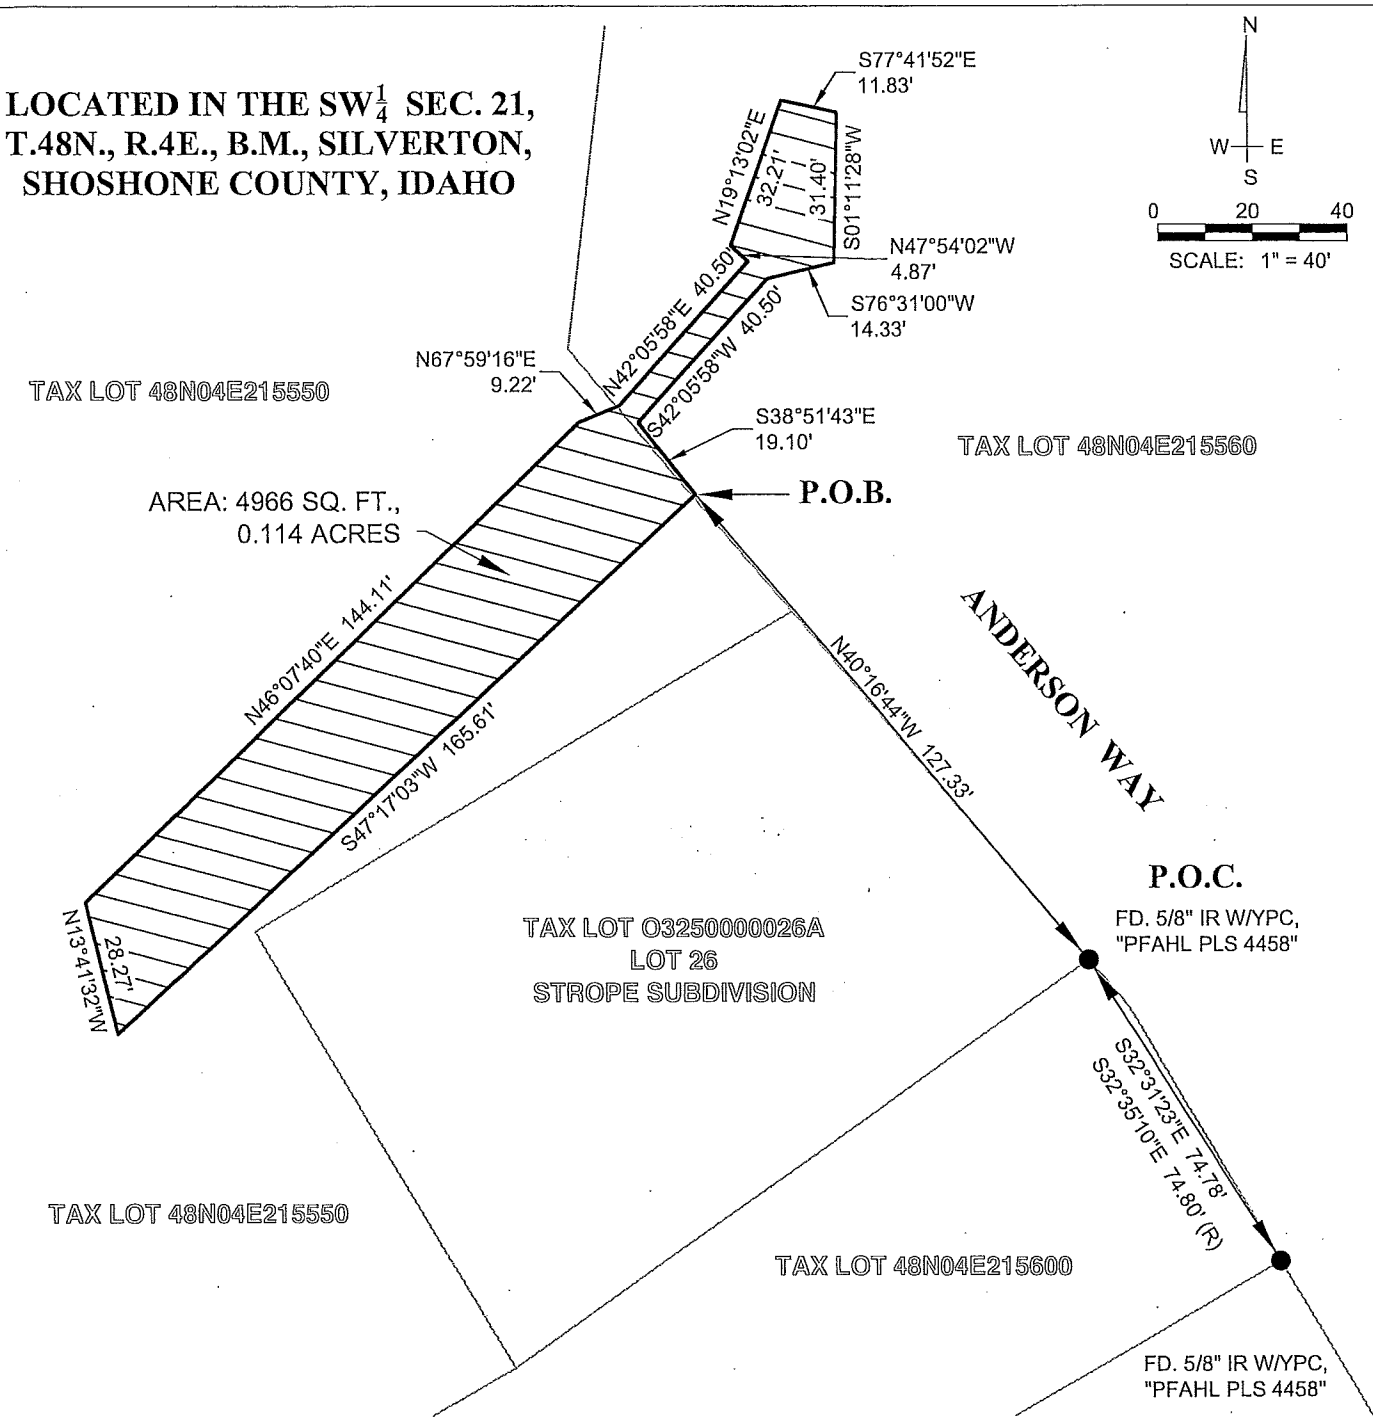 LOCATED IN THE SW 1/4 SEC. 21,
T.48N., R.4E., B.M., SILVERTON,
SHOSHONE COUNTY, IDAHO
S77°41'52"E
11.83'
N
W E
S
0 20 40
SCALE: 1" = 40'
N19°13'02"E
32.21'
31.40'
S01°11'28"W
N47°54'02"W
4.87'
S76°31'00"W
14.33'
N42°05'58"E 40.50'
S42°05'58"W 40.50'
N67°59'16"E
9.22'
S38°51'43"E
19.10'
TAX LOT 48N04E215550
TAX LOT 48N04E215560
P.O.B.
AREA: 4966 SQ. FT.,
0.114 ACRES
N46°07'40"E 144.11'
S47°17'03"W 165.61'
N40°16'44"W 127.33'
ANDERSON WAY
P.O.C.
FD. 5/8" IR W/YPC,
"PFAHL PLS 4458"
N13°41'32"W
28.27'
TAX LOT O3250000026A
LOT 26
STROPE SUBDIVISION
S32°31'23"E 74.78'
S32°35'10"E 74.80' (R)
TAX LOT 48N04E215550
TAX LOT 48N04E215600
FD. 5/8" IR W/YPC,
"PFAHL PLS 4458"